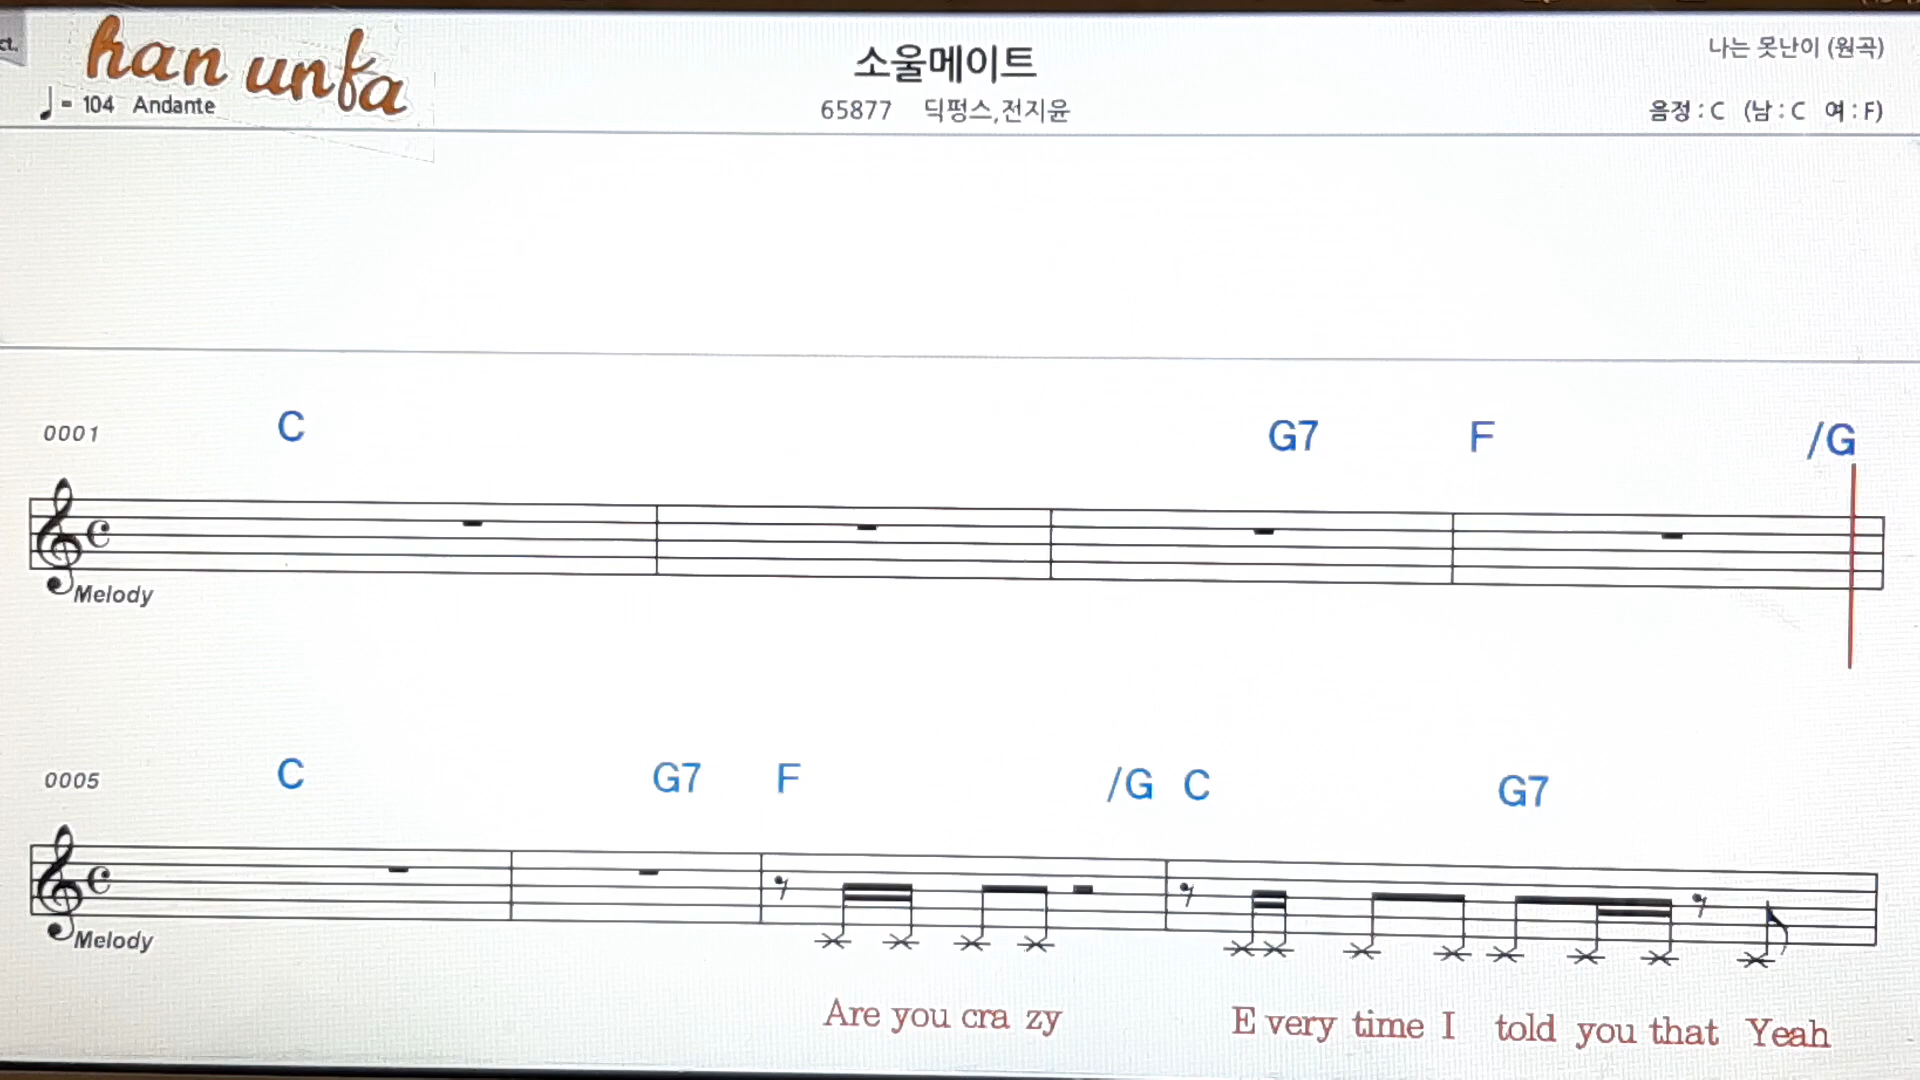 ct.
han unfa
♩= 104 Andante
소울메이트
65877 딕펑스,전지윤
나는 못난이 (원곡)
음정 : C (남 : C 여 : F)
0001 C G7 F /G
Melody
0005 C G7 F /G C G7
Melody
Are you cra zy E very time I told you that Yeah